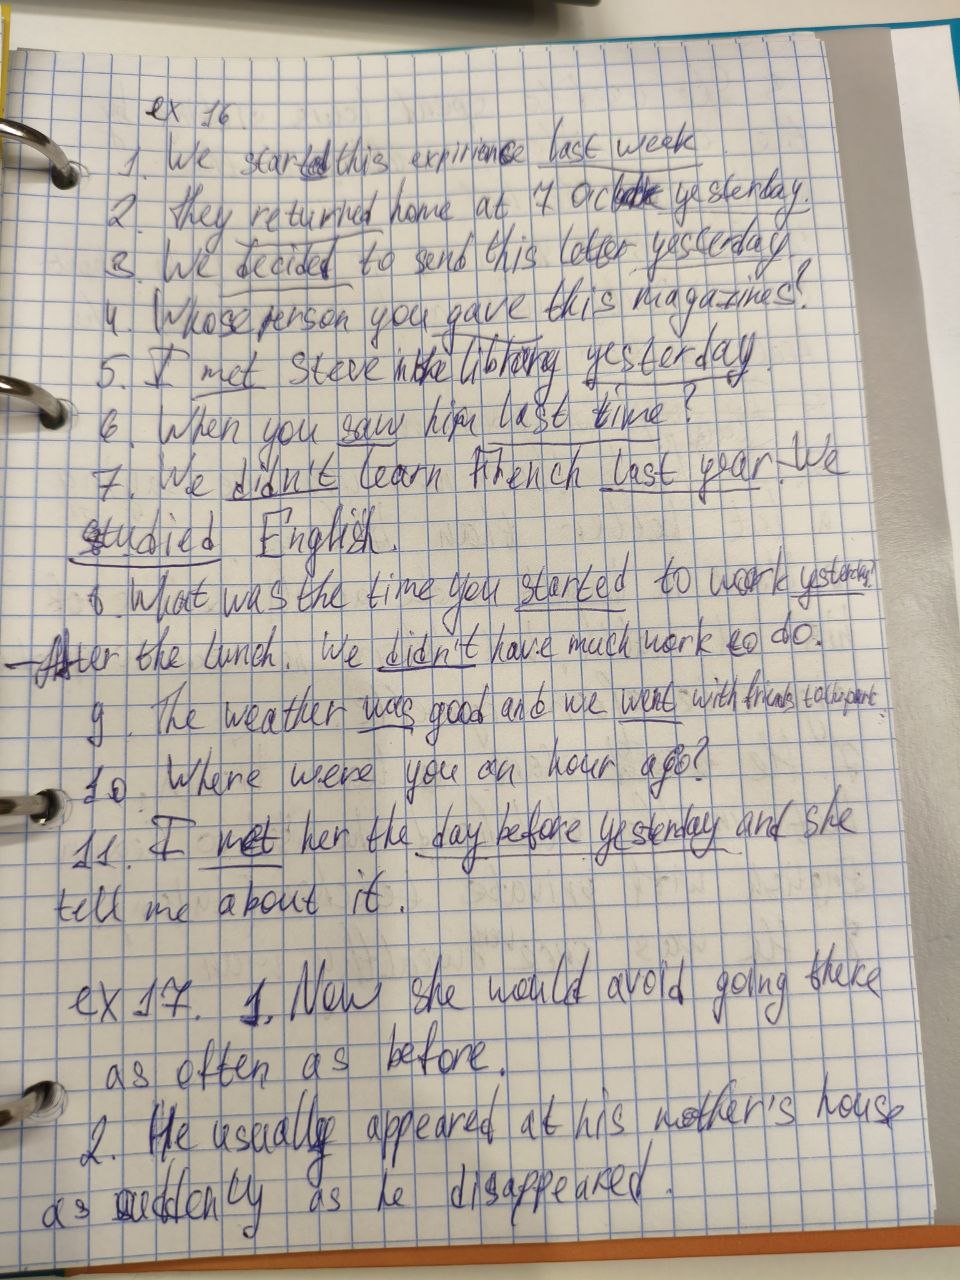 ex 16.
1. We started this expirience last week.
2. They returned home at 7 yesterday.
3. We decided to send this letter yesterday
4. Whose person you gave this magazines?
5. I met Steve in the library yesterday
6. When you saw him last time?
7. We didn't learn French last year. We
studied English.
8 What was the time you started to work ysterday?
- After the lunch. We didn't have much work to do.
9. The weather was good and we went with friends to
10. Where were you an hour ago?
11. I met her the day before yesterday and she
tell me about it.
ex 17. 1. Now she would avoid going there
as often as before.
2. He usually appeared at his mother's house
as suddenly as he disappeared.